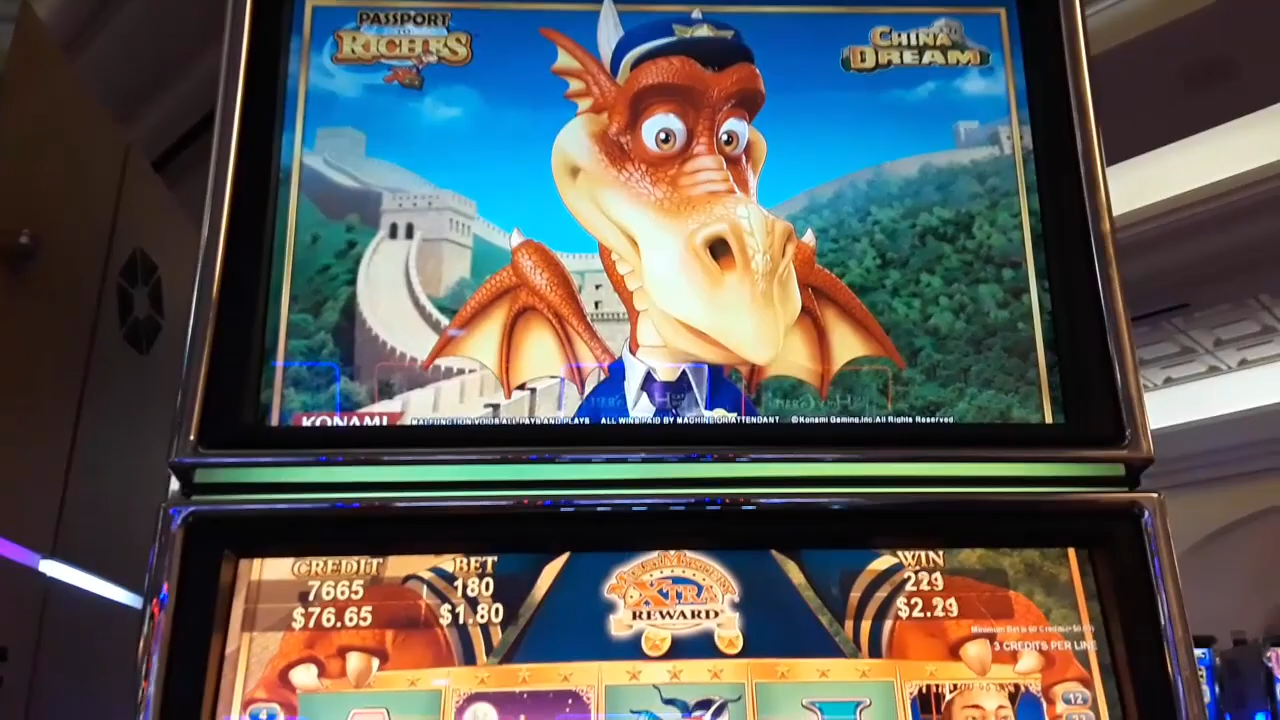 PASSPORT
TO
RICHES
CHINA
DREAM
KONAMI
MALFUNCTION VOIDS ALL PAYS AND PLAYS ALL WINS PAID BY MACHINE OR ATTENDANT ©Konami Gaming,Inc.All Rights Reserved.
CREDIT
7665
$76.65
BET
180
$1.80
XTRA
REWARD
WIN
229
$2.29
3 CREDITS PER LINE
4
12